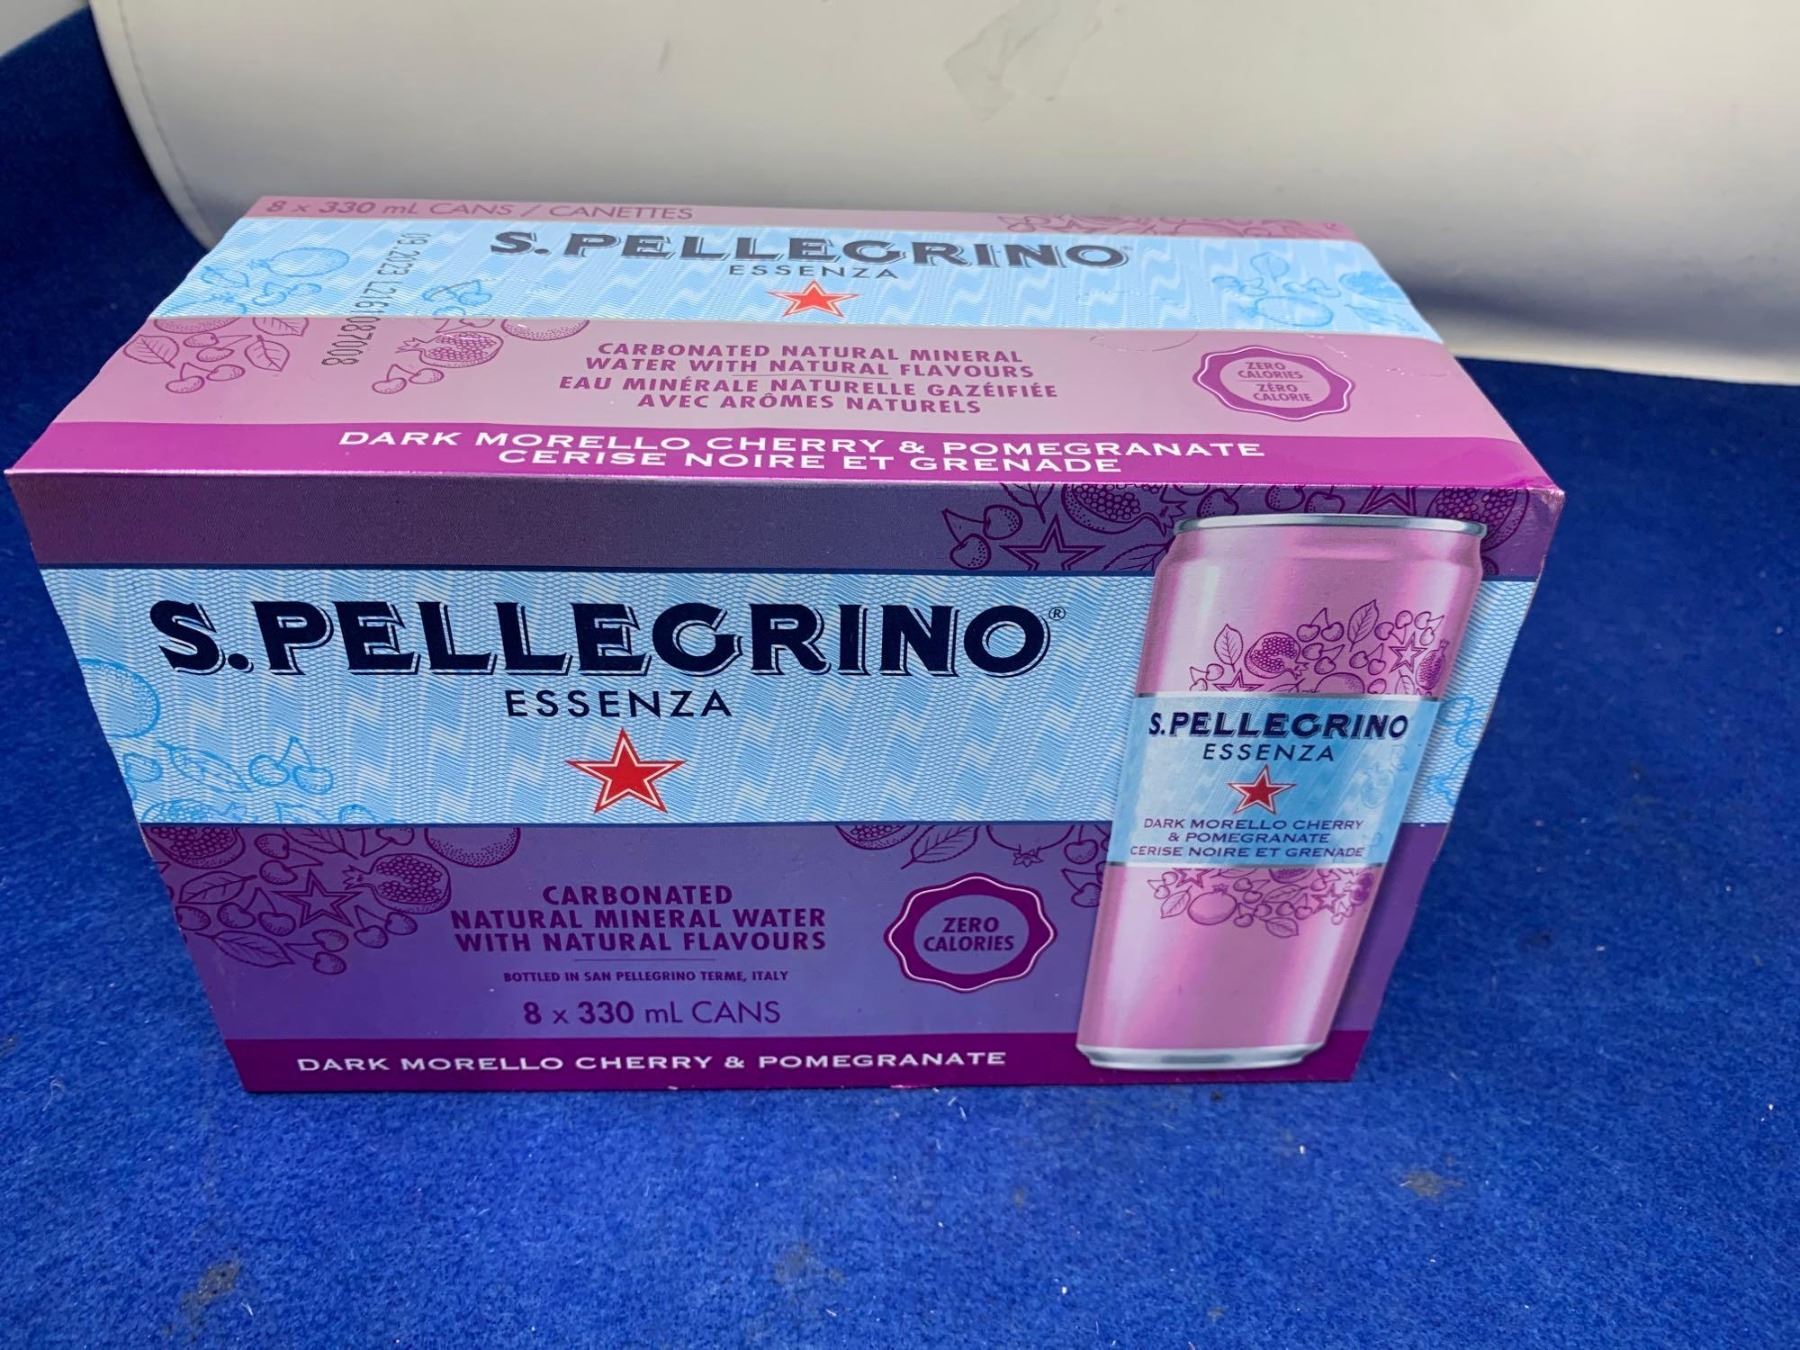 8 x 330 mL CANS / CANETTES
S.PELLEGRINO
ESSENZA
CARBONATED NATURAL MINERAL
WATER WITH NATURAL FLAVOURS
EAU MINÉRALE NATURELLE GAZÉIFIÉE
AVEC ARÔMES NATURELS
ZERO
CALORIES
ZÉRO
CALORIE
DARK MORELLO CHERRY & POMEGRANATE
CERISE NOIRE ET GRENADE
S.PELLEGRINO®
ESSENZA
CARBONATED
NATURAL MINERAL WATER
WITH NATURAL FLAVOURS
BOTTLED IN SAN PELLEGRINO TERME, ITALY
8 x 330 mL CANS
ZERO
CALORIES
DARK MORELLO CHERRY & POMEGRANATE
S.PELLEGRINO
ESSENZA
DARK MORELLO CHERRY
& POMEGRANATE
CERISE NOIRE ET GRENADE